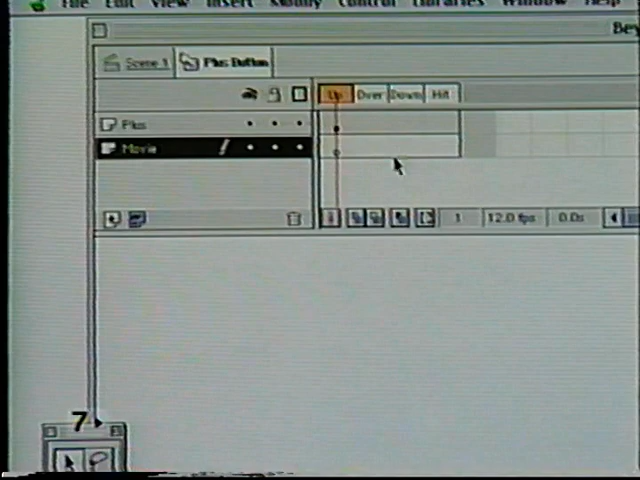 File Edit View Insert Modify Control Libraries Window Help
Bey
Scene 1 Plus Button
Up Over Down Hit
Plus
Movie
1 12.0 fps 0.0s
7